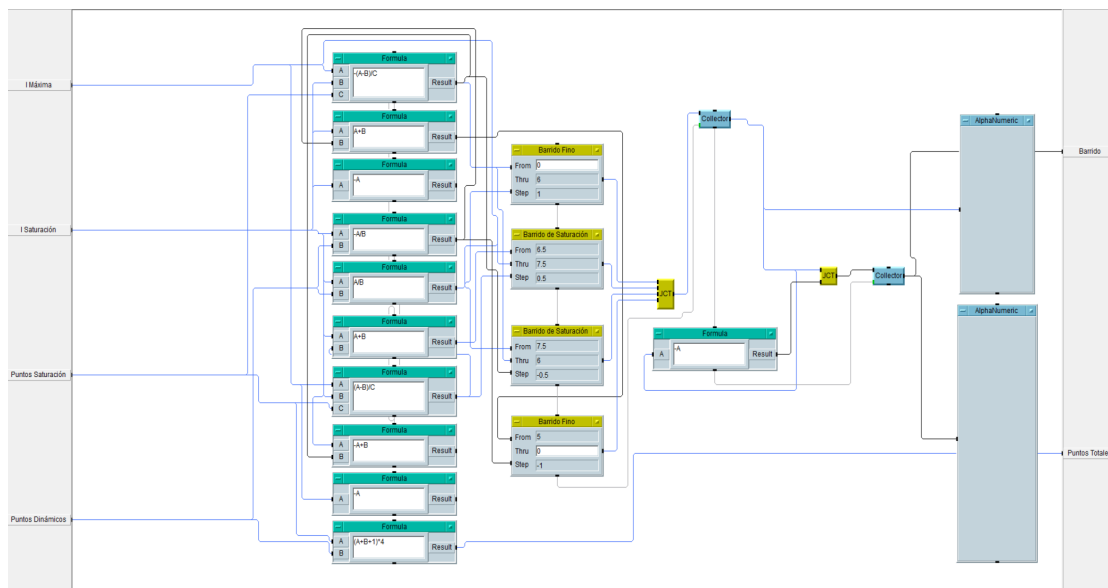 I Máxima
I Saturación
Puntos Saturación
Puntos Dinámicos
Formula
A
B
C
-(A-B)/C
Result
Formula
A
B
A+B
Result
Formula
A
-A
Result
Formula
A
B
-A/B
Result
Formula
A
B
A/B
Result
Formula
A
B
A+B
Result
Formula
A
B
C
(A-B)/C
Result
Formula
A
B
-A+B
Result
Formula
A
-A
Result
Formula
A
B
(A+B+1)*4
Result
Barrido Fino
From 0
Thru 6
Step 1
Barrido de Saturación
From 6.5
Thru 7.5
Step 0.5
Barrido de Saturación
From 7.5
Thru 6
Step -0.5
Barrido Fino
From 5
Thru 0
Step -1
JCT
Collector
Formula
A
-A
Result
JCT
Collector
AlphaNumeric
AlphaNumeric
Barrido
Puntos Totale